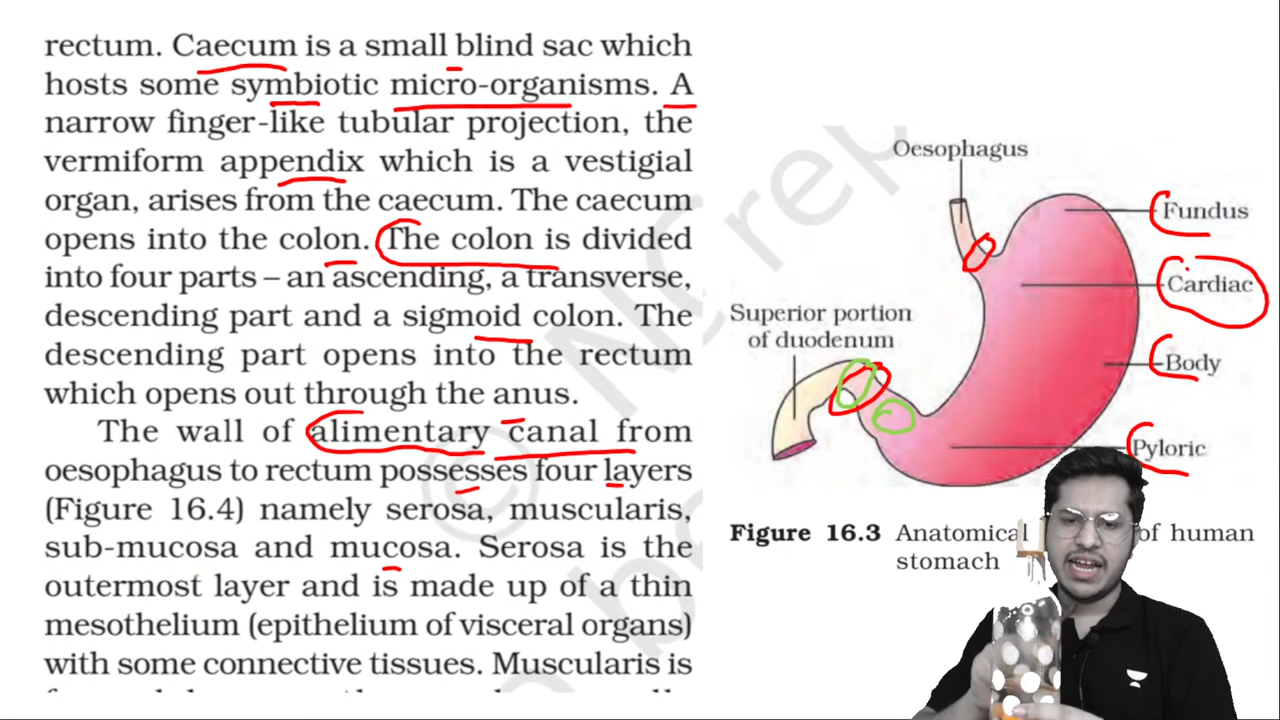 rectum. Caecum is a small blind sac which
hosts some symbiotic micro-organisms. A
narrow finger-like tubular projection, the
vermiform appendix which is a vestigial
organ, arises from the caecum. The caecum
opens into the colon. The colon is divided
into four parts – an ascending, a transverse,
descending part and a sigmoid colon. The
descending part opens into the rectum
which opens out through the anus.
The wall of alimentary canal from
oesophagus to rectum possesses four layers
(Figure 16.4) namely serosa, muscularis,
sub-mucosa and mucosa. Serosa is the
outermost layer and is made up of a thin
mesothelium (epithelium of visceral organs)
with some connective tissues. Muscularis is
Oesophagus
Fundus
Cardiac
Superior portion
of duodenum
Body
Pyloric
Figure 16.3 Anatomical of human
stomach